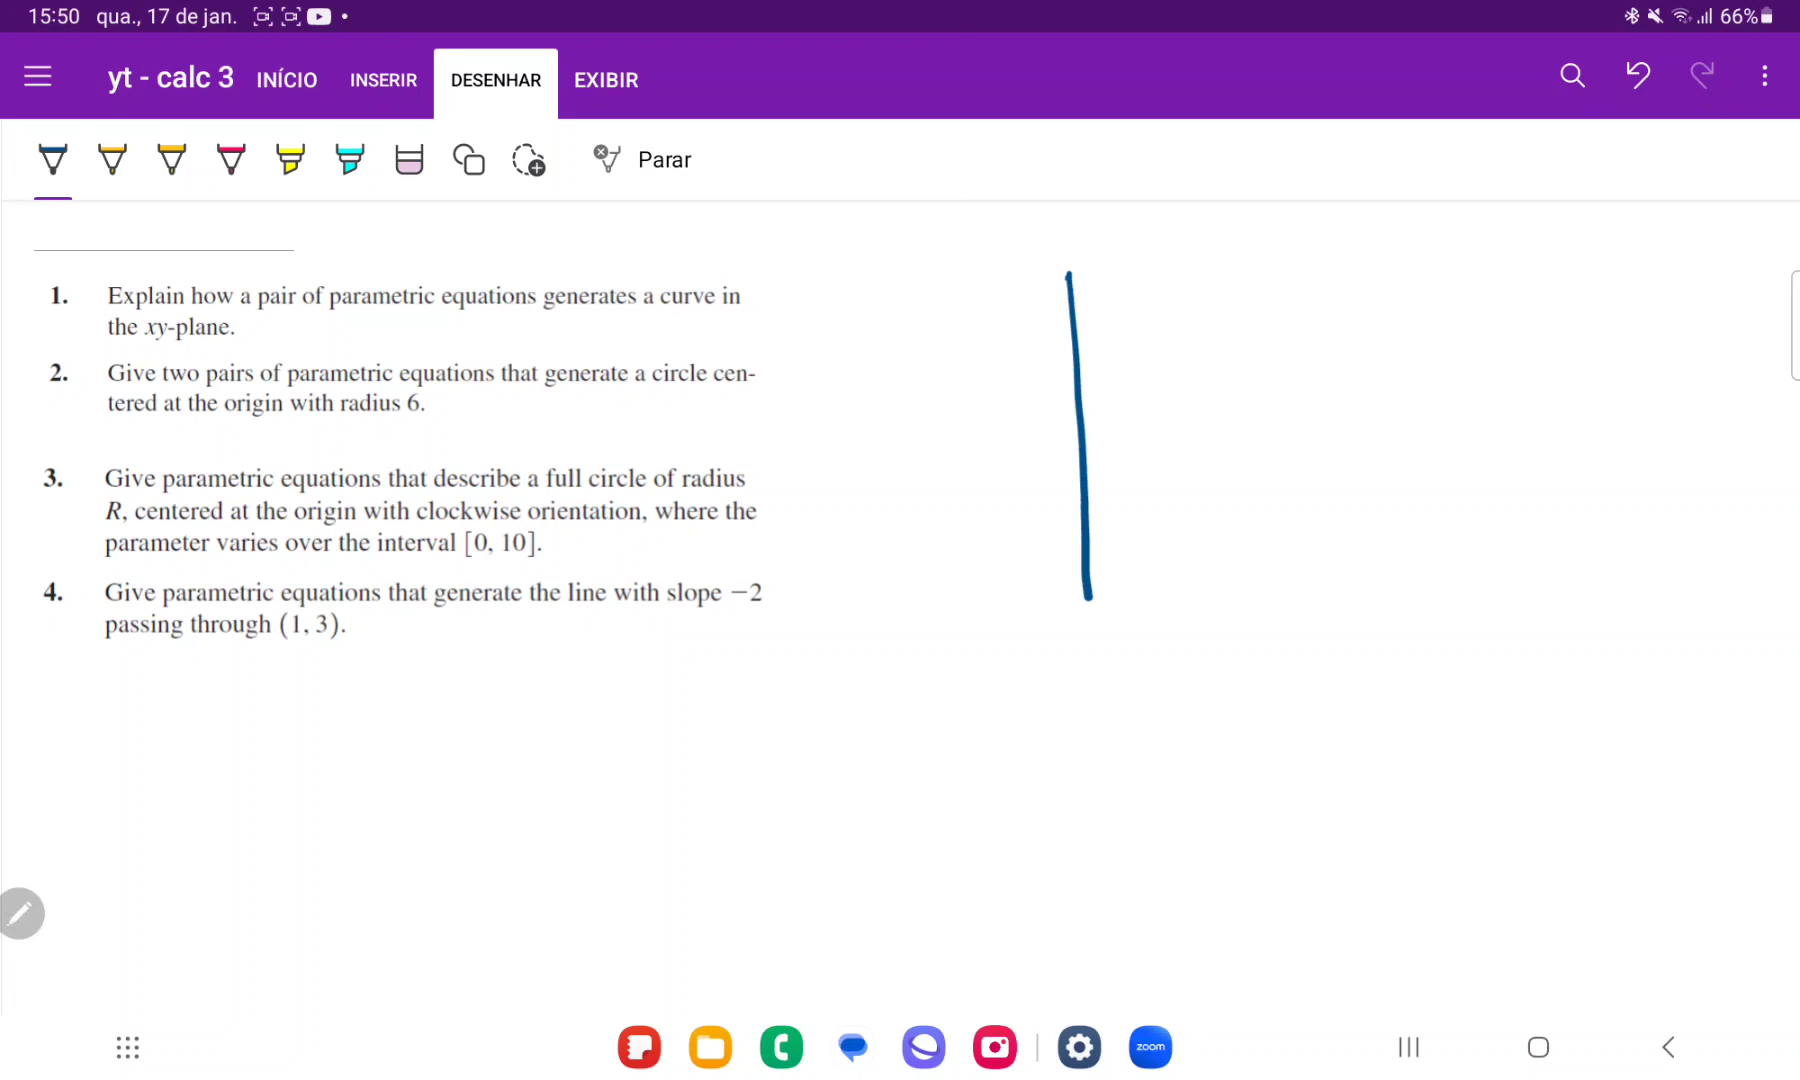 15:50 qua., 17 de jan.
66%
yt - calc 3 INÍCIO INSERIR DESENHAR EXIBIR
Parar
1. Explain how a pair of parametric equations generates a curve in
the xy-plane.
2. Give two pairs of parametric equations that generate a circle cen-
tered at the origin with radius 6.
3. Give parametric equations that describe a full circle of radius
R, centered at the origin with clockwise orientation, where the
parameter varies over the interval [0, 10].
4. Give parametric equations that generate the line with slope −2
passing through (1, 3).
zoom